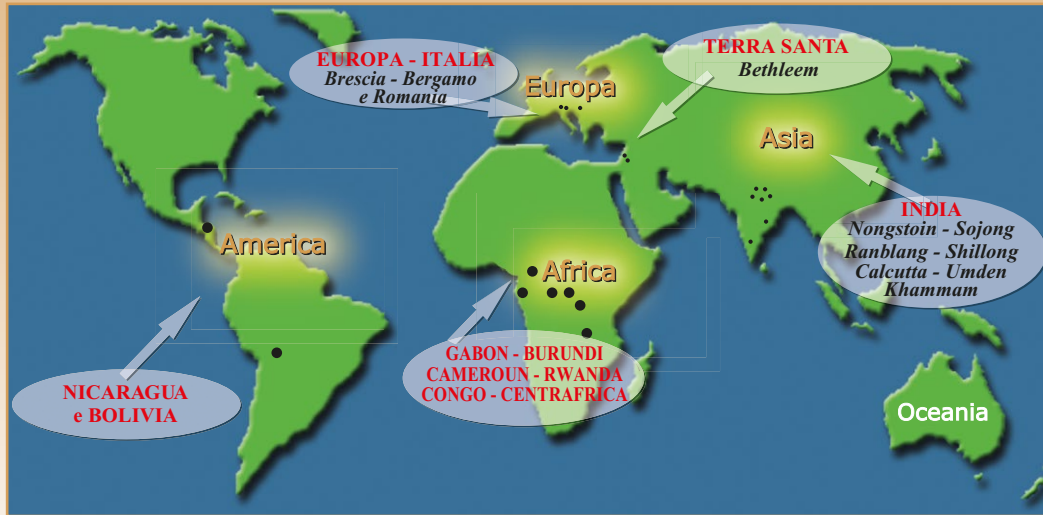 EUROPA - ITALIA
Brescia - Bergamo
e Romania
TERRA SANTA
Bethleem
Europa
Asia
INDIA
Nongstoin - Sojong
Ranblang - Shillong
Calcutta - Umden
Khammam
America
Africa
GABON - BURUNDI
CAMEROUN - RWANDA
CONGO - CENTRAFRICA
NICARAGUA
e BOLIVIA
Oceania